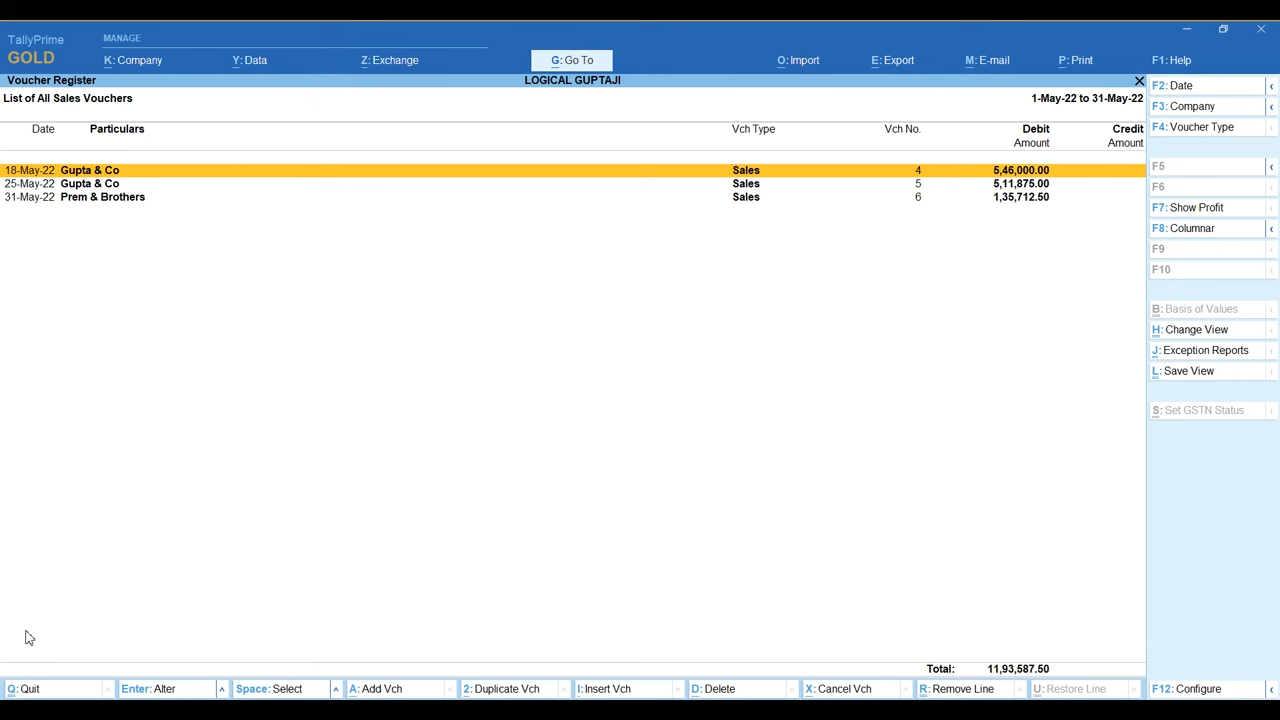 TallyPrime
GOLD
MANAGE
K: Company
Y: Data
Z: Exchange
G: Go To
O: Import
E: Export
M: E-mail
P: Print
F1: Help
Voucher Register
LOGICAL GUPTAJI
List of All Sales Vouchers
1-May-22 to 31-May-22
Date Particulars Vch Type Vch No. Debit Credit
Amount Amount
18-May-22 Gupta & Co Sales 4 5,46,000.00
25-May-22 Gupta & Co Sales 5 5,11,875.00
31-May-22 Prem & Brothers Sales 6 1,35,712.50
Total: 11,93,587.50
F2: Date
F3: Company
F4: Voucher Type
F5
F6
F7: Show Profit
F8: Columnar
F9
F10
B: Basis of Values
H: Change View
J: Exception Reports
L: Save View
S: Set GSTN Status
Q: Quit
Enter: Alter
Space: Select
A: Add Vch
2: Duplicate Vch
I: Insert Vch
D: Delete
X: Cancel Vch
R: Remove Line
U: Restore Line
F12: Configure